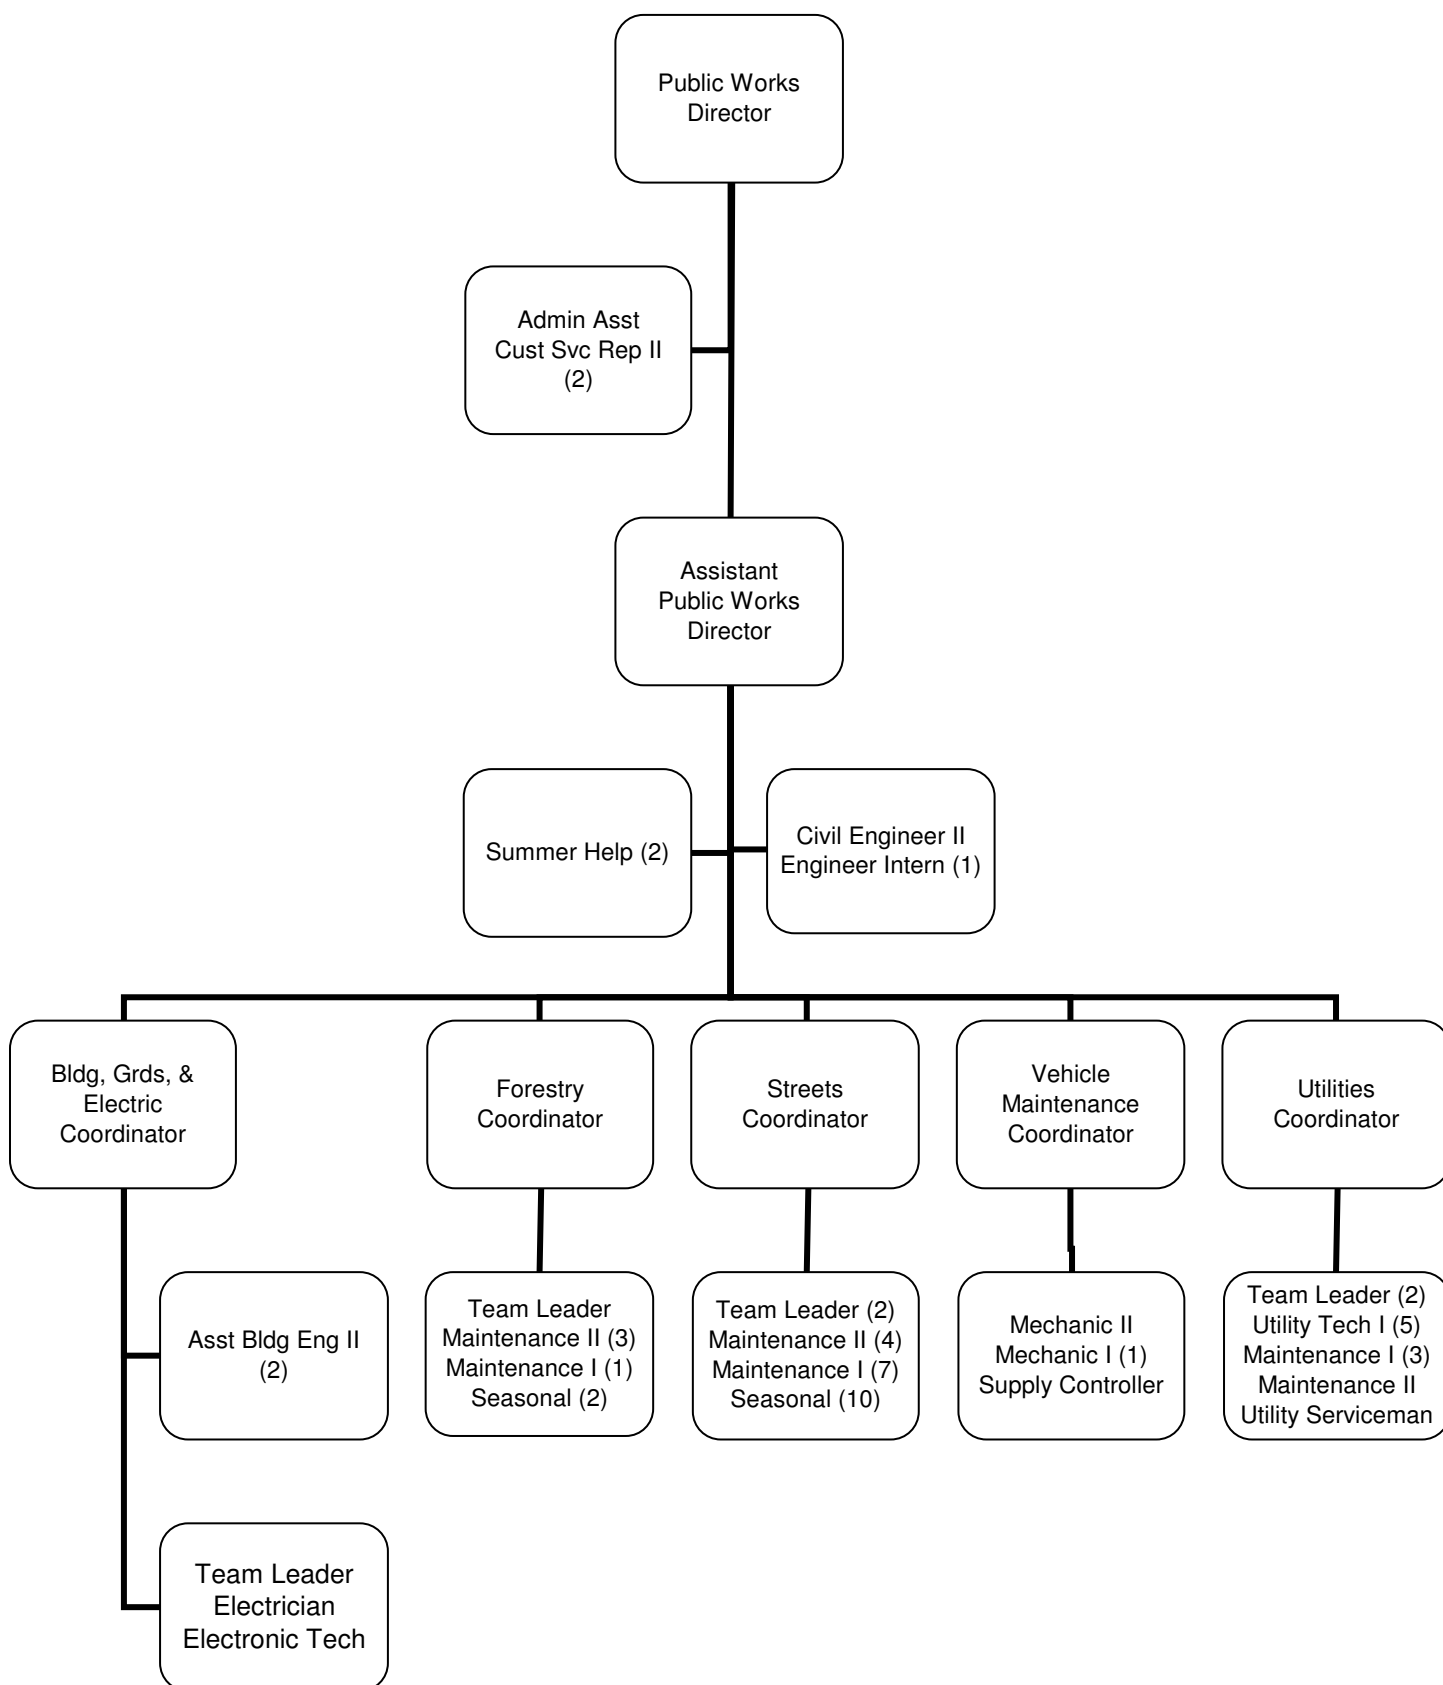 Public Works
Director
Admin Asst
Cust Svc Rep II
(2)
Assistant
Public Works
Director
Summer Help (2)
Civil Engineer II
Engineer Intern (1)
Bldg, Grds, &
Electric
Coordinator
Forestry
Coordinator
Streets
Coordinator
Vehicle
Maintenance
Coordinator
Utilities
Coordinator
Asst Bldg Eng II
(2)
Team Leader
Maintenance II (3)
Maintenance I (1)
Seasonal (2)
Team Leader (2)
Maintenance II (4)
Maintenance I (7)
Seasonal (10)
Mechanic II
Mechanic I (1)
Supply Controller
Team Leader (2)
Utility Tech I (5)
Maintenance I (3)
Maintenance II
Utility Serviceman
Team Leader
Electrician
Electronic Tech